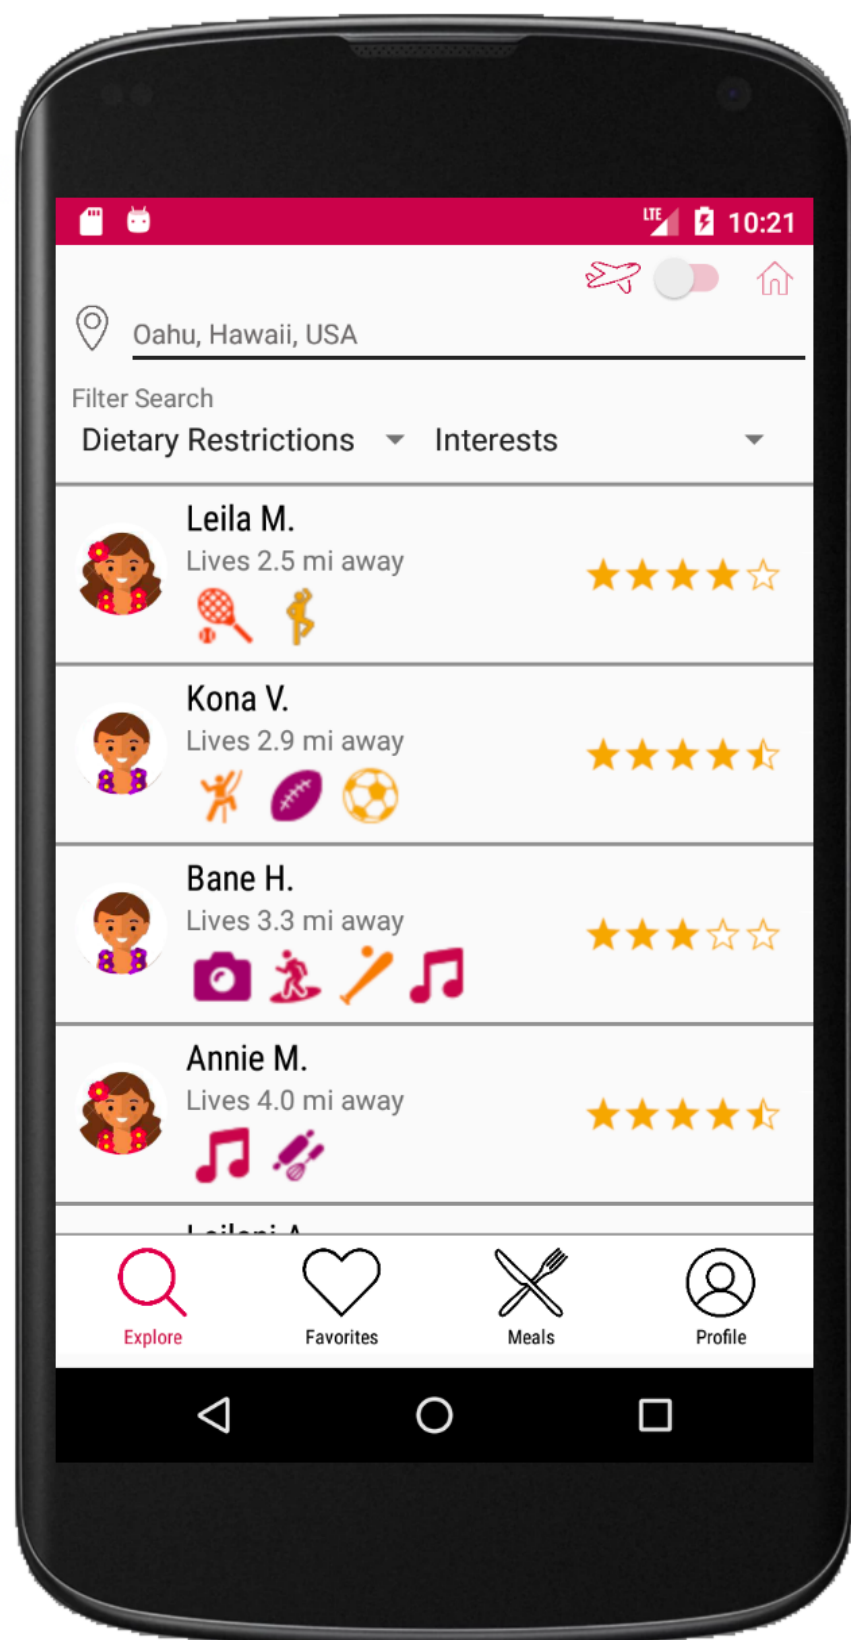 LTE 10:21
Oahu, Hawaii, USA
Filter Search
Dietary Restrictions Interests
Leila M.
Lives 2.5 mi away
Kona V.
Lives 2.9 mi away
Bane H.
Lives 3.3 mi away
Annie M.
Lives 4.0 mi away
Leilani A.
Explore Favorites Meals Profile